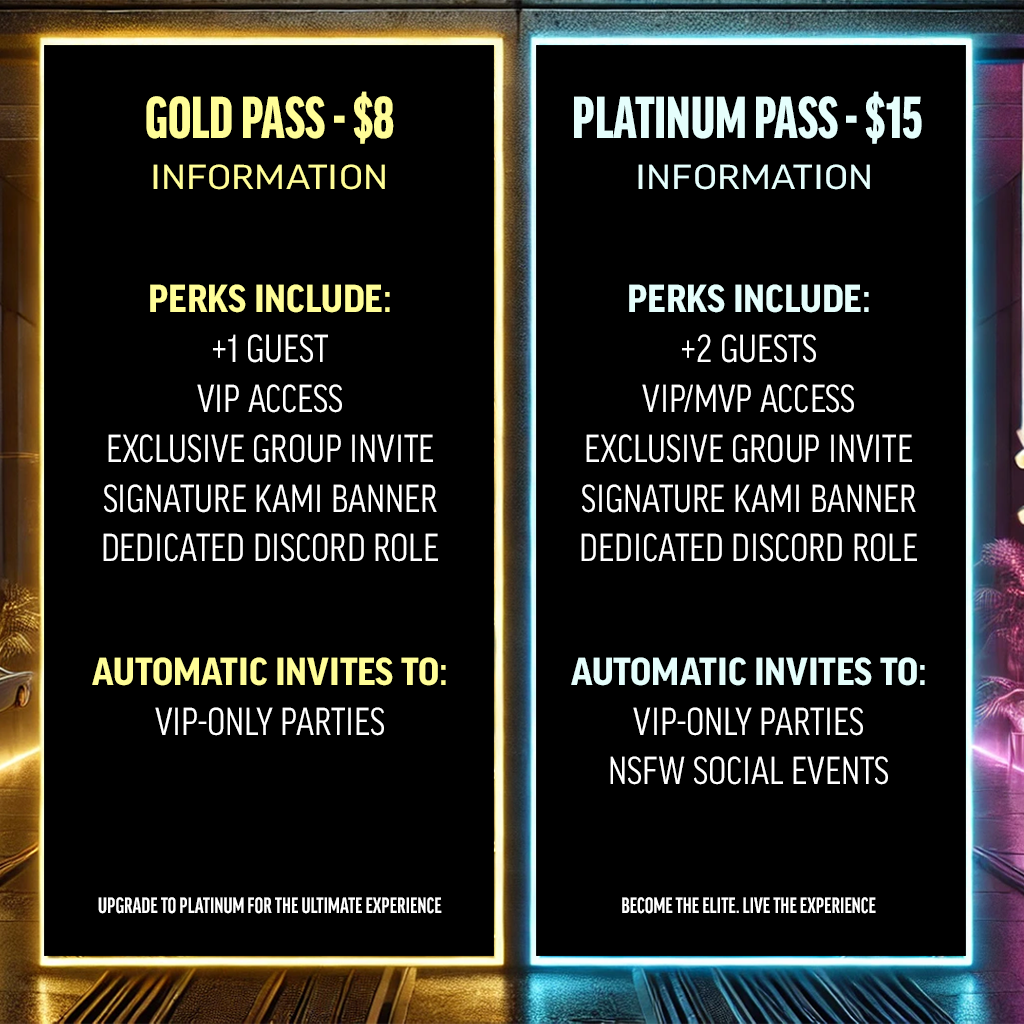 GOLD PASS - $8
INFORMATION
PERKS INCLUDE:
+1 GUEST
VIP ACCESS
EXCLUSIVE GROUP INVITE
SIGNATURE KAMI BANNER
DEDICATED DISCORD ROLE
AUTOMATIC INVITES TO:
VIP-ONLY PARTIES
UPGRADE TO PLATINUM FOR THE ULTIMATE EXPERIENCE
PLATINUM PASS - $15
INFORMATION
PERKS INCLUDE:
+2 GUESTS
VIP/MVP ACCESS
EXCLUSIVE GROUP INVITE
SIGNATURE KAMI BANNER
DEDICATED DISCORD ROLE
AUTOMATIC INVITES TO:
VIP-ONLY PARTIES
NSFW SOCIAL EVENTS
BECOME THE ELITE. LIVE THE EXPERIENCE